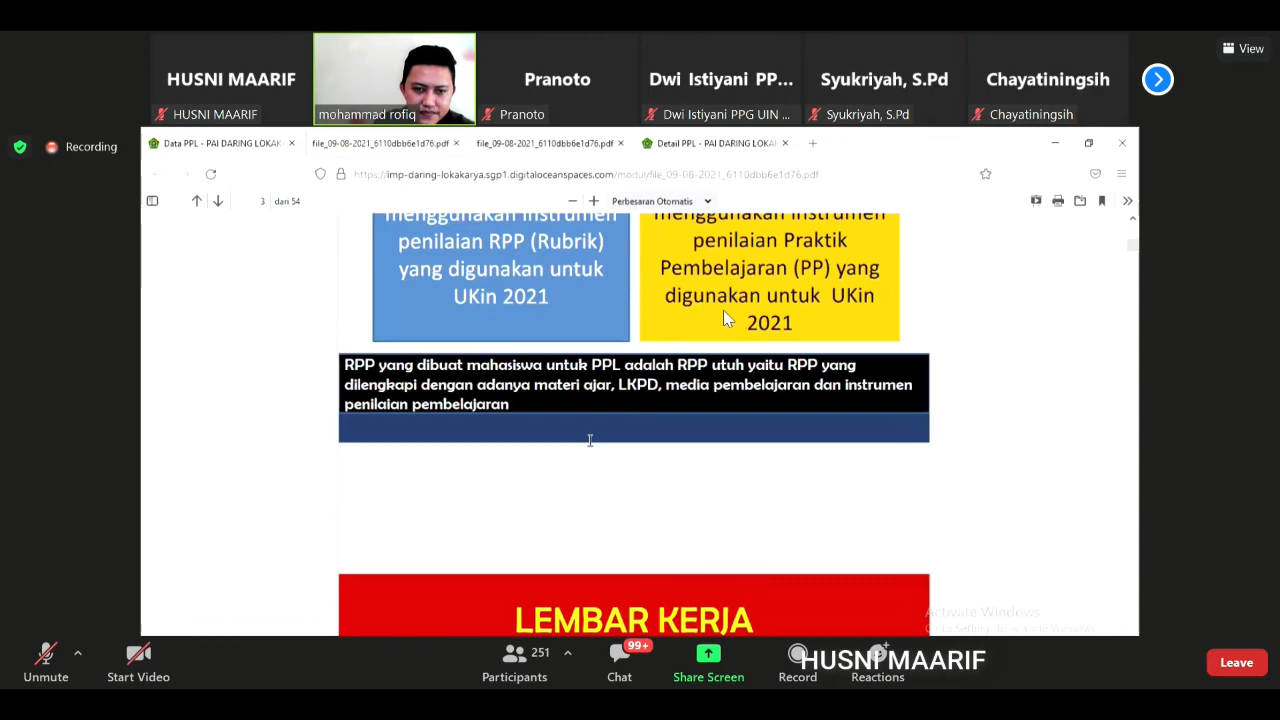 View
HUSNI MAARIF
Pranoto
Dwi Istiyani PP...
Syukriyah, S.Pd
Chayatiningsih
HUSNI MAARIF
mohammad rofiq
Pranoto
Dwi Istiyani PPG UIN ...
Syukriyah, S.Pd
Chayatiningsih
Recording
Data PPL - PAI DARING LOKAK
file_09-08-2021_6110dbb6e1d76.pdf
file_09-08-2021_6110dbb6e1d76.pdf
Detail PPL - PAI DARING LOKA
https://imp-daring-lokakarya.sgp1.digitaloceanspaces.com/modul/file_09-08-2021_6110dbb6e1d76.pdf
3 dari 54
Perbesaran Otomatis
menggunakan instrumen
penilaian RPP (Rubrik)
yang digunakan untuk
UKin 2021
menggunakan instrumen
penilaian Praktik
Pembelajaran (PP) yang
digunakan untuk UKin
2021
RPP yang dibuat mahasiswa untuk PPL adalah RPP utuh yaitu RPP yang
dilengkapi dengan adanya materi ajar, LKPD, media pembelajaran dan instrumen
penilaian pembelajaran
LEMBAR KERJA
Activate Windows
Unmute
Start Video
251
Participants
99+
Chat
Share Screen
Record
Reactions
HUSNI MAARIF
Leave